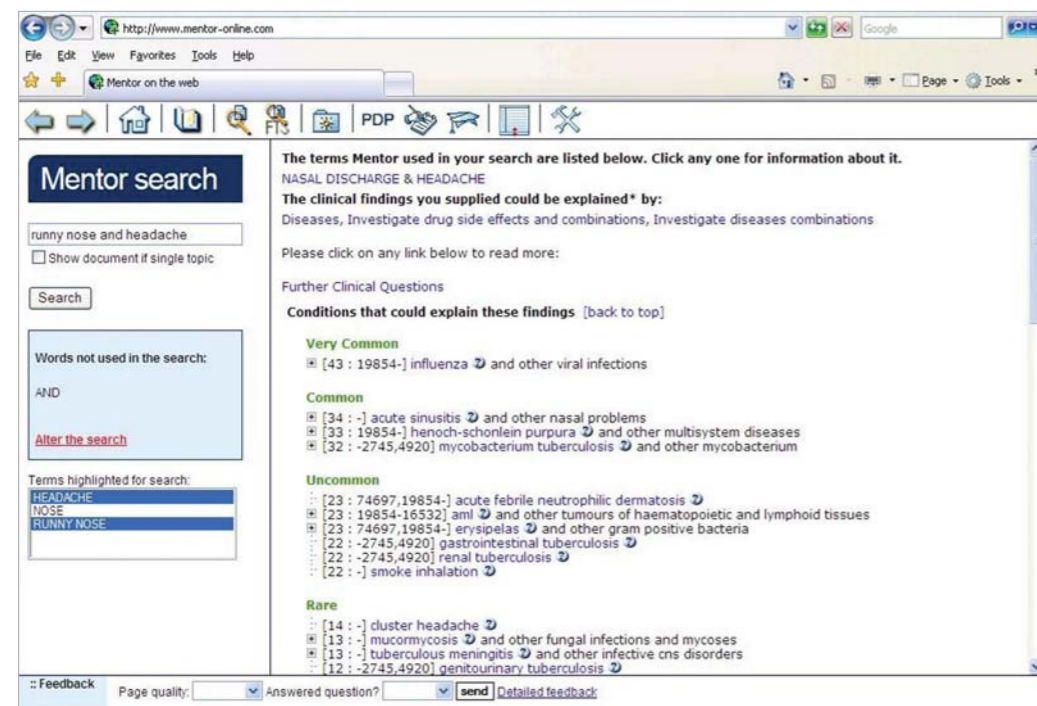 http://www.mentor-online.com
Google
File Edit View Favorites Tools Help
Mentor on the web
Page Tools
FTS PDP
Mentor search
running nose and headache
Show document if single topic
Search
Words not used in the search:
AND
Alter the search
Terms highlighted for search:
HEADACHE
NOSE
RUNNY NOSE
The terms Mentor used in your search are listed below. Click any one for information about it.
NASAL DISCHARGE & HEADACHE
The clinical findings you supplied could be explained* by:
Diseases, Investigate drug side effects and combinations, Investigate diseases combinations
Please click on any link below to read more:
Further Clinical Questions
Conditions that could explain these findings [back to top]
Very Common
[43 : 19854-] influenza and other viral infections
Common
[34 : -] acute sinusitis and other nasal problems
[33 : 19854-] henoch-schonlein purpura and other multisystem diseases
[32 : -2745,4920] mycobacterium tuberculosis and other mycobacterium
Uncommon
[23 : 74697,19854-] acute febrile neutrophilic dermatosis
[23 : 19854-16532] aml and other tumours of haematopoietic and lymphoid tissues
[23 : 74697,19854-] erysipelas and other gram positive bacteria
[22 : -2745,4920] gastrointestinal tuberculosis
[22 : -2745,4920] renal tuberculosis
[22 : -] smoke inhalation
Rare
[14 : -] cluster headache
[13 : -] mucormycosis and other fungal infections and mycoses
[13 : -] tuberculous meningitis and other infective cns disorders
[12 : -2745,4920] genitourinary tuberculosis
:: Feedback Page quality: Answered question? send Detailed feedback